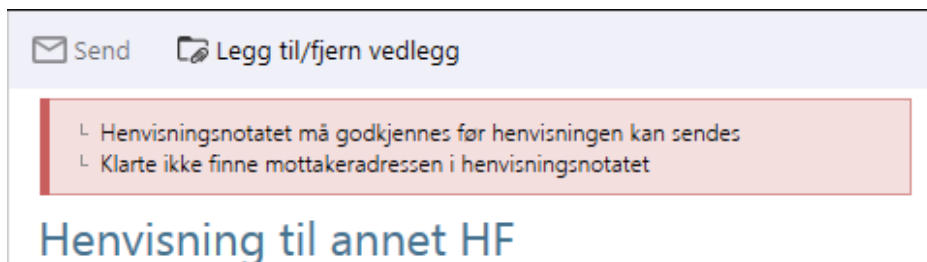 Send Legg til/fjern vedlegg
Henvisningsnotatet må godkjennes før henvisningen kan sendes
Klarte ikke finne mottakeradressen i henvisningsnotatet
Henvisning til annet HF